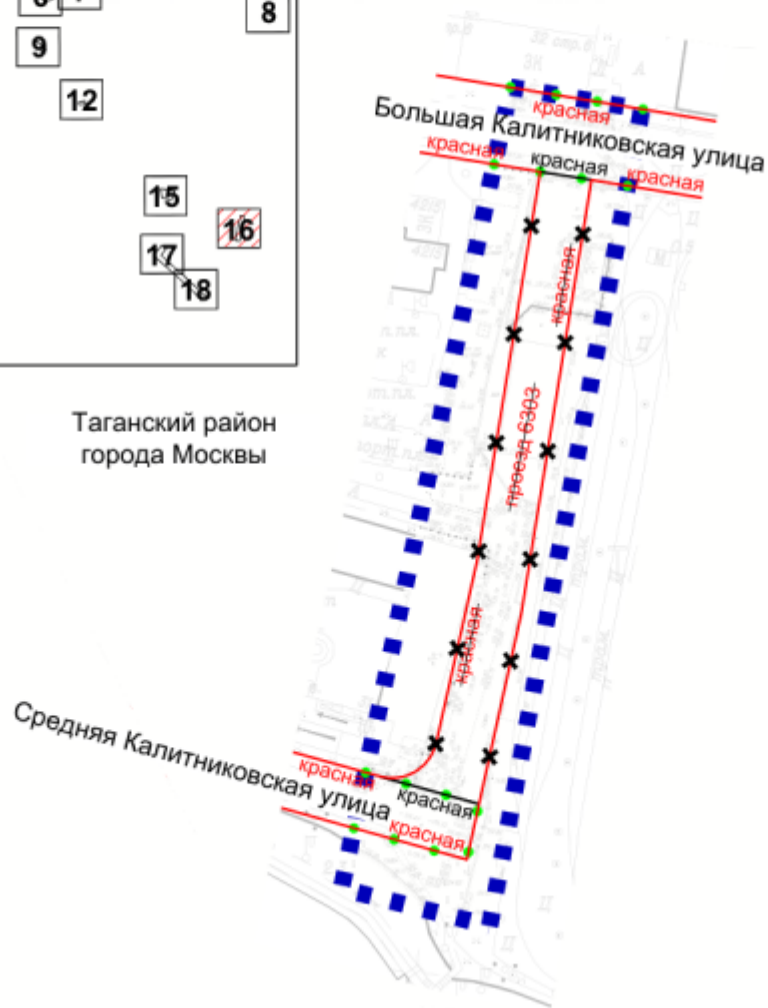 8
9
12
15
16
17
18
Таганский район
города Москвы
красная
Большая Калитниковская улица
красная
красная
красная
красная
проезд 6303
красная
Средняя Калитниковская улица
красная
красная
красная